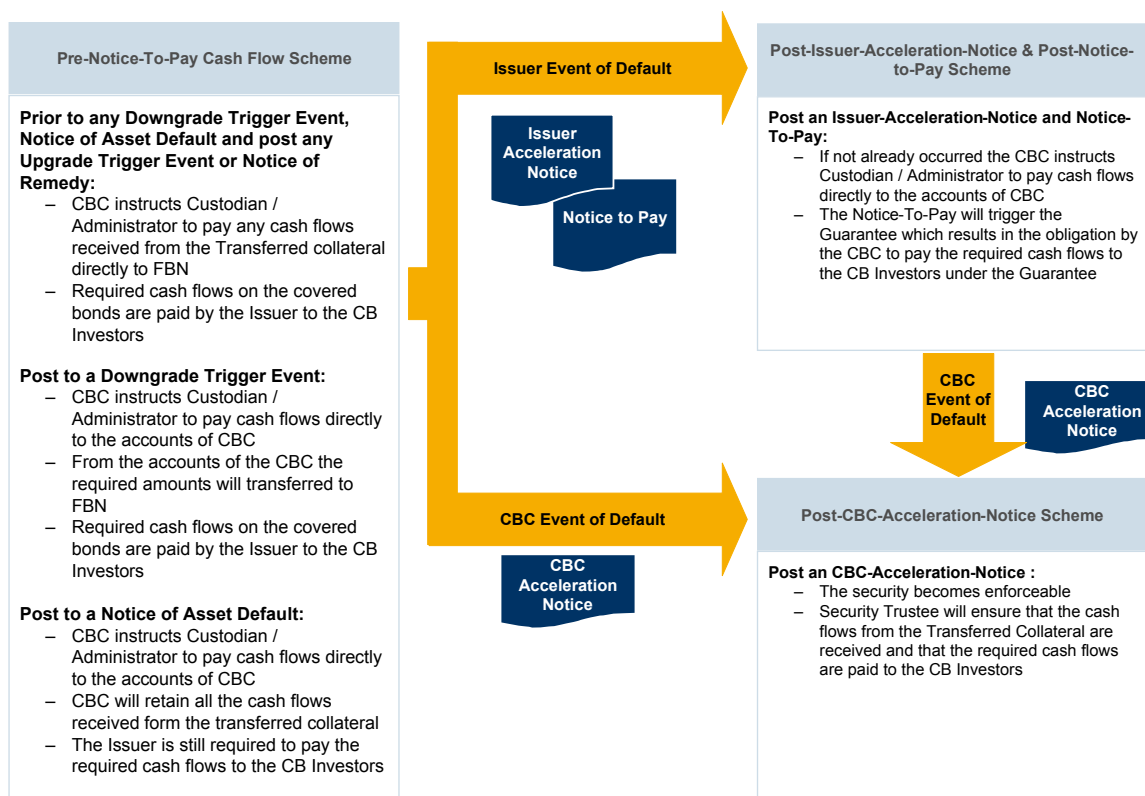 Pre-Notice-To-Pay Cash Flow Scheme
Prior to any Downgrade Trigger Event,
Notice of Asset Default and post any
Upgrade Trigger Event or Notice of
Remedy:
– CBC instructs Custodian /
Administrator to pay any cash flows
received from the Transferred collateral
directly to FBN
– Required cash flows on the covered
bonds are paid by the Issuer to the CB
Investors
Post to a Downgrade Trigger Event:
– CBC instructs Custodian /
Administrator to pay cash flows directly
to the accounts of CBC
– From the accounts of the CBC the
required amounts will transferred to
FBN
– Required cash flows on the covered
bonds are paid by the Issuer to the CB
Investors
Post to a Notice of Asset Default:
– CBC instructs Custodian /
Administrator to pay cash flows directly
to the accounts of CBC
– CBC will retain all the cash flows
received form the transferred collateral
– The Issuer is still required to pay the
required cash flows to the CB Investors
Issuer Event of Default
Issuer
Acceleration
Notice
Notice to Pay
CBC Event of Default
CBC
Acceleration
Notice
Post-Issuer-Acceleration-Notice & Post-Notice-
to-Pay Scheme
Post an Issuer-Acceleration-Notice and Notice-
To-Pay:
– If not already occurred the CBC instructs
Custodian / Administrator to pay cash flows
directly to the accounts of CBC
– The Notice-To-Pay will trigger the
Guarantee which results in the obligation by
the CBC to pay the required cash flows to
the CB Investors under the Guarantee
CBC
Event of
Default
CBC
Acceleration
Notice
Post-CBC-Acceleration-Notice Scheme
Post an CBC-Acceleration-Notice :
– The security becomes enforceable
– Security Trustee will ensure that the cash
flows from the Transferred Collateral are
received and that the required cash flows
are paid to the CB Investors